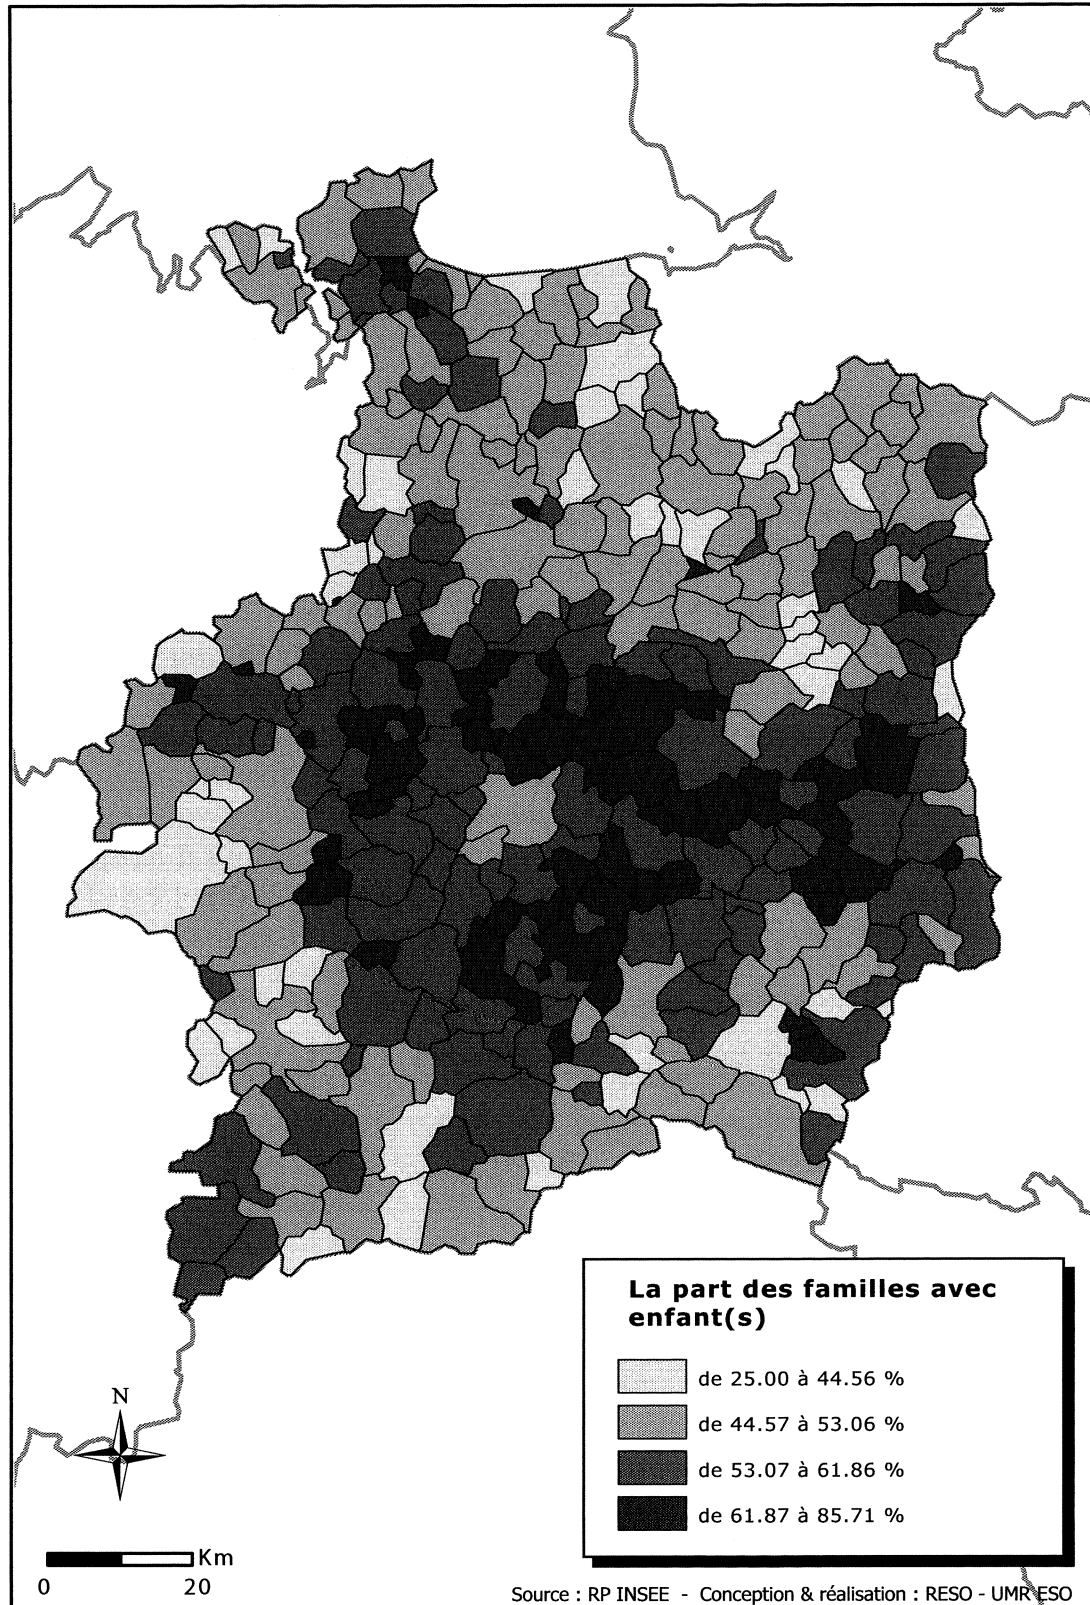 La part des familles avec
enfant(s)
de 25.00 à 44.56 %
de 44.57 à 53.06 %
de 53.07 à 61.86 %
de 61.87 à 85.71 %
N
Km
0 20
Source : RP INSEE - Conception & réalisation : RESO - UMR ESO